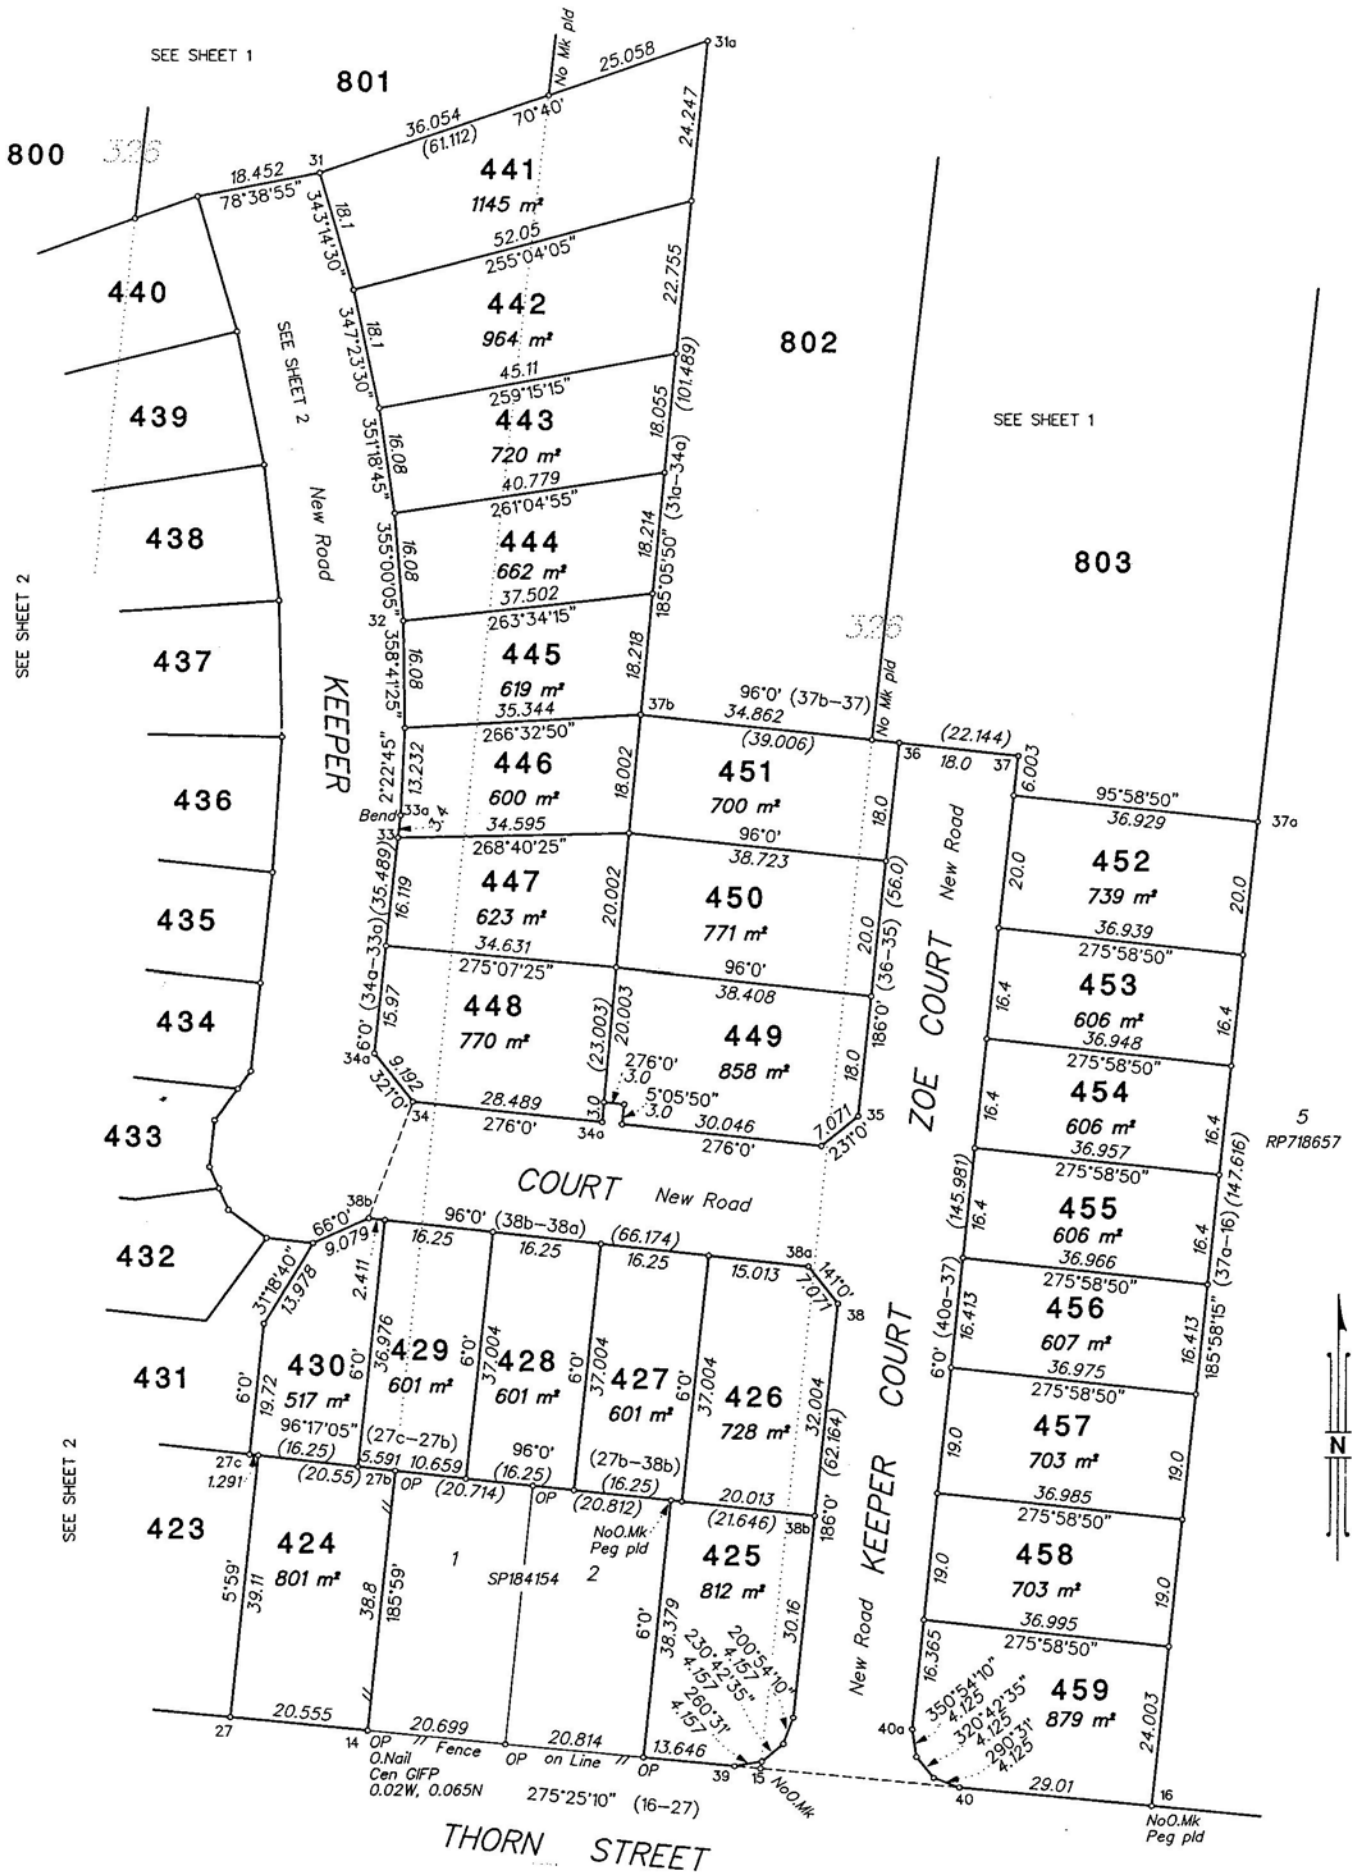 SEE SHEET 1
801
No Mk pld
25.058
31a
36.054
(61.112)
70°40'
24.247
800
326
18.452
78°38'55"
31
343°14'30"
18.1
441
1145 m²
52.05
255°04'05"
22.755
440
SEE SHEET 2
347°23'30"
18.1
442
964 m²
45.11
259°15'15"
(101.489)
802
439
351°18'45"
16.08
443
720 m²
18.055
40.779
261°04'55"
185°05'50" (31a-34a)
SEE SHEET 1
438
New Road
355°00'05"
16.08
444
662 m²
18.214
37.502
263°34'15"
803
SEE SHEET 2
32
326
437
KEEPER
358°41'25"
16.08
445
619 m²
18.218
35.344
266°32'50"
37b
96°0' (37b-37)
34.862
(39.006)
No Mk pld
36
(22.144)
18.0
37
6.003
436
2°22'45"
13.232
446
600 m²
18.002
451
700 m²
18.0
95°58'50"
36.929
37a
Bend
33a
3.4
33
34.595
268°40'25"
96°0'
38.723
New Road
452
739 m²
20.0
20.0
435
6°0' (34a-33a) (35.489)
16.119
447
623 m²
20.002
450
771 m²
20.0
186°0' (36-35) (56.0)
34.631
275°07'25"
96°0'
38.408
36.939
275°58'50"
434
15.97
448
770 m²
(23.003)
20.003
449
858 m²
18.0
ZOE COURT
453
606 m²
16.4
16.4
34a
9.192
321°0'
34
28.489
276°0'
34a
3.0
276°0'
3.0
5°05'50"
3.0
30.046
276°0'
7.071
231°0'
35
36.948
275°58'50"
454
606 m²
16.4
16.4
5
RP718657
433
COURT
New Road
36.957
275°58'50"
(145.981)
16.4
455
606 m²
16.4
185°58'15" (37a-16) (147.616)
432
66°0'
9.079
38b
96°0' (38b-38a)
(66.174)
16.25
16.25
16.25
15.013
38a
141°0'
7.071
38
36.966
275°58'50"
31°18'40"
13.978
2.411
6°0' (40a-37)
16.413
456
607 m²
16.413
431
6°0'
19.72
430
517 m²
6°0'
36.976
429
601 m²
6°0'
37.004
428
601 m²
6°0'
37.004
427
601 m²
6°0'
37.004
426
728 m²
32.004
(62.164)
186°0'
KEEPER COURT
New Road
36.975
275°58'50"
19.0
457
703 m²
19.0
SEE SHEET 2
27c
1.291
96°17'05" (27c-27b)
(16.25)
(20.55)
5.591
27b
OP
10.659
(20.714)
96°0'
(16.25)
OP
(27b-38b)
(16.25)
(20.812)
20.013
(21.646)
38b
36.985
275°58'50"
N
NoO.Mk
Peg pld
423
5°59'
39.11
424
801 m²
38.8
185°59'
1
SP184154
2
6°0'
38.379
425
812 m²
30.16
200°54'10"
4.157
230°42'35"
4.157
260°31'
4.157
19.0
458
703 m²
19.0
36.995
275°58'50"
16.365
350°54'10"
4.125
320°42'35"
4.125
290°31'
4.125
459
879 m²
24.003
40a
27
20.555
14
OP
O.Nail
Cen GIFP
0.02W, 0.065N
20.699
// Fence
OP
20.814
on Line //
OP
13.646
39
15
NoO.Mk
40
29.01
16
NoO.Mk
Peg pld
275°25'10" (16-27)
THORN STREET